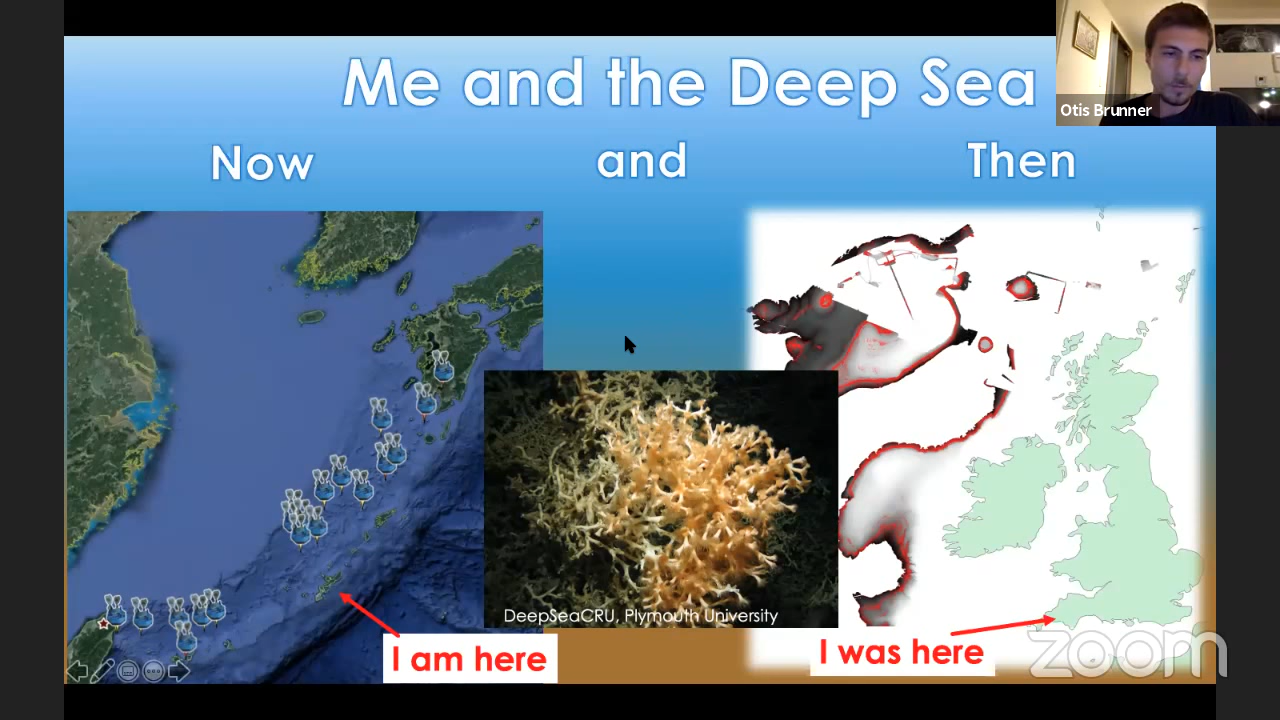 Me and the Deep Sea
Otis Brunner
Now and Then
DeepSeaCRU, Plymouth University
I am here
I was here
zoom